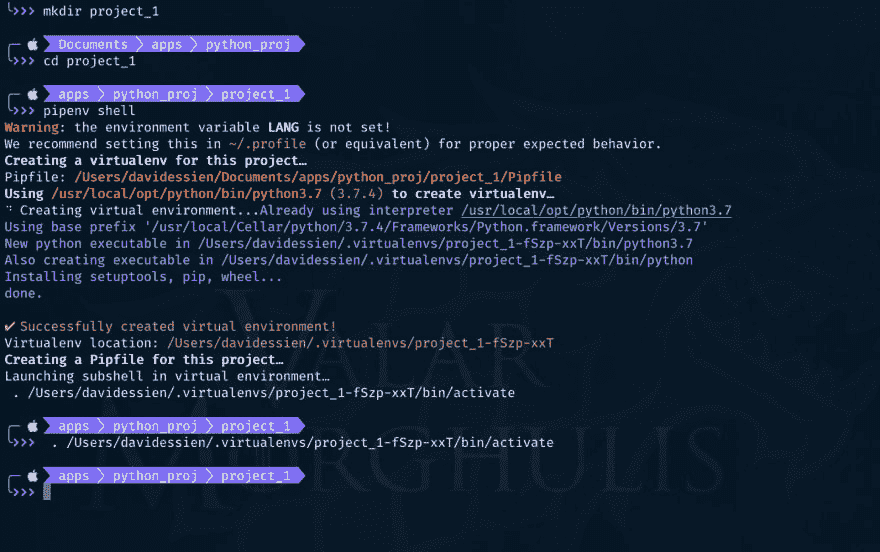 >>> mkdir project_1
Documents > apps > python_proj
>>> cd project_1
apps > python_proj > project_1
>>> pipenv shell
Warning: the environment variable LANG is not set!
We recommend setting this in ~/.profile (or equivalent) for proper expected behavior.
Creating a virtualenv for this project…
Pipfile: /Users/davidessien/Documents/apps/python_proj/project_1/Pipfile
Using /usr/local/opt/python/bin/python3.7 (3.7.4) to create virtualenv…
⠙ Creating virtual environment...Already using interpreter /usr/local/opt/python/bin/python3.7
Using base prefix '/usr/local/Cellar/python/3.7.4/Frameworks/Python.framework/Versions/3.7'
New python executable in /Users/davidessien/.virtualenvs/project_1-fSzp-xxT/bin/python3.7
Also creating executable in /Users/davidessien/.virtualenvs/project_1-fSzp-xxT/bin/python
Installing setuptools, pip, wheel...
done.
✔ Successfully created virtual environment!
Virtualenv location: /Users/davidessien/.virtualenvs/project_1-fSzp-xxT
Creating a Pipfile for this project…
Launching subshell in virtual environment…
. /Users/davidessien/.virtualenvs/project_1-fSzp-xxT/bin/activate
apps > python_proj > project_1
>>> . /Users/davidessien/.virtualenvs/project_1-fSzp-xxT/bin/activate
apps > python_proj > project_1
>>>
VALAR
MORGHULIS